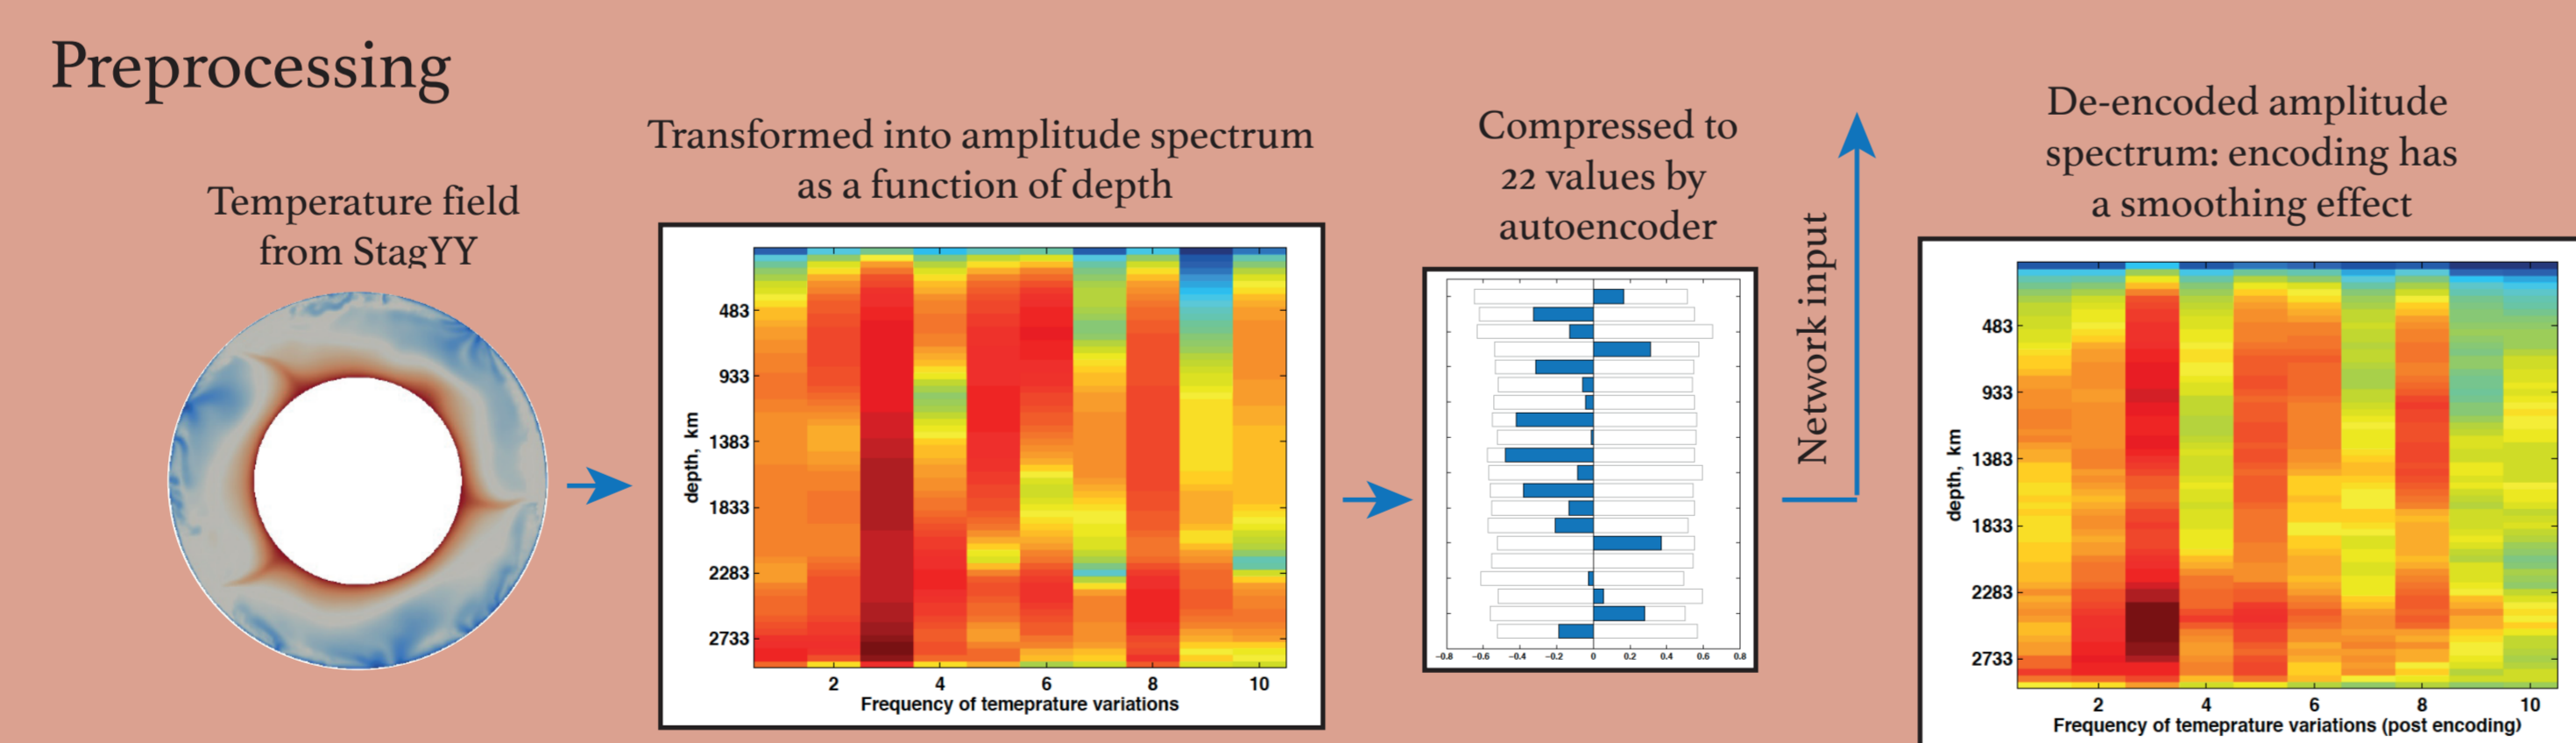 Preprocessing
Temperature field
from StagYY
Transformed into amplitude spectrum
as a function of depth
483
933
1383
1833
2283
2733
depth, km
2 4 6 8 10
Frequency of temeprature variations
Compressed to
22 values by
autoencoder
-0.8 -0.6 -0.4 -0.2 0 0.2 0.4 0.6 0.8
Network input
De-encoded amplitude
spectrum: encoding has
a smoothing effect
483
933
1383
1833
2283
2733
depth, km
2 4 6 8 10
Frequency of temeprature variations (post encoding)